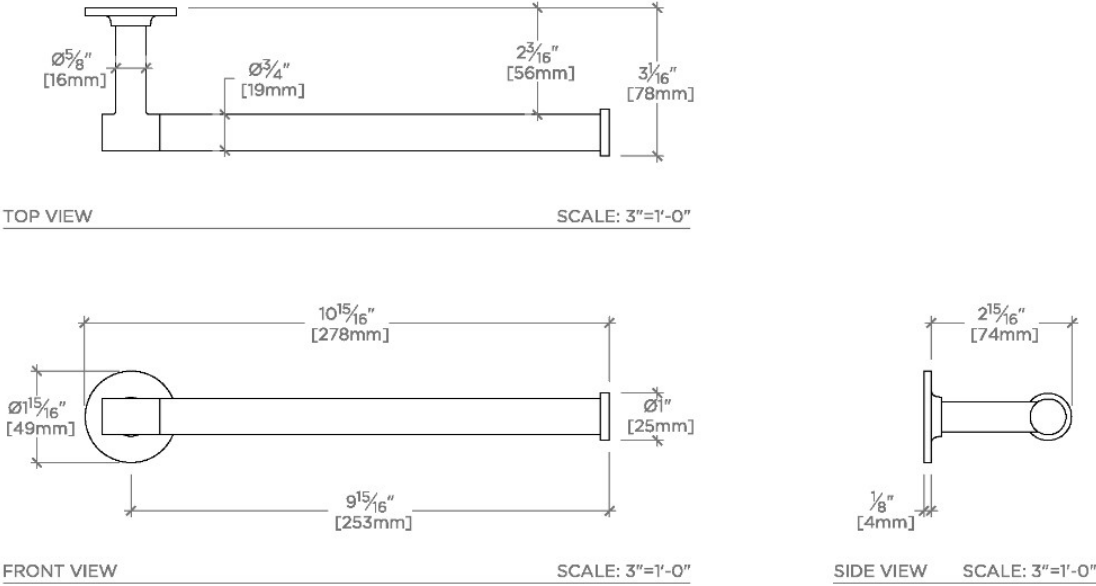 Ø5⁄8"
[16mm]
Ø3⁄4"
[19mm]
2 3⁄16"
[56mm]
3 1⁄16"
[78mm]
TOP VIEW SCALE: 3"=1'-0"
10 15⁄16"
[278mm]
2 15⁄16"
[74mm]
Ø1 15⁄16"
[49mm]
Ø1"
[25mm]
9 15⁄16"
[253mm]
1⁄8"
[4mm]
FRONT VIEW SCALE: 3"=1'-0"
SIDE VIEW SCALE: 3"=1'-0"